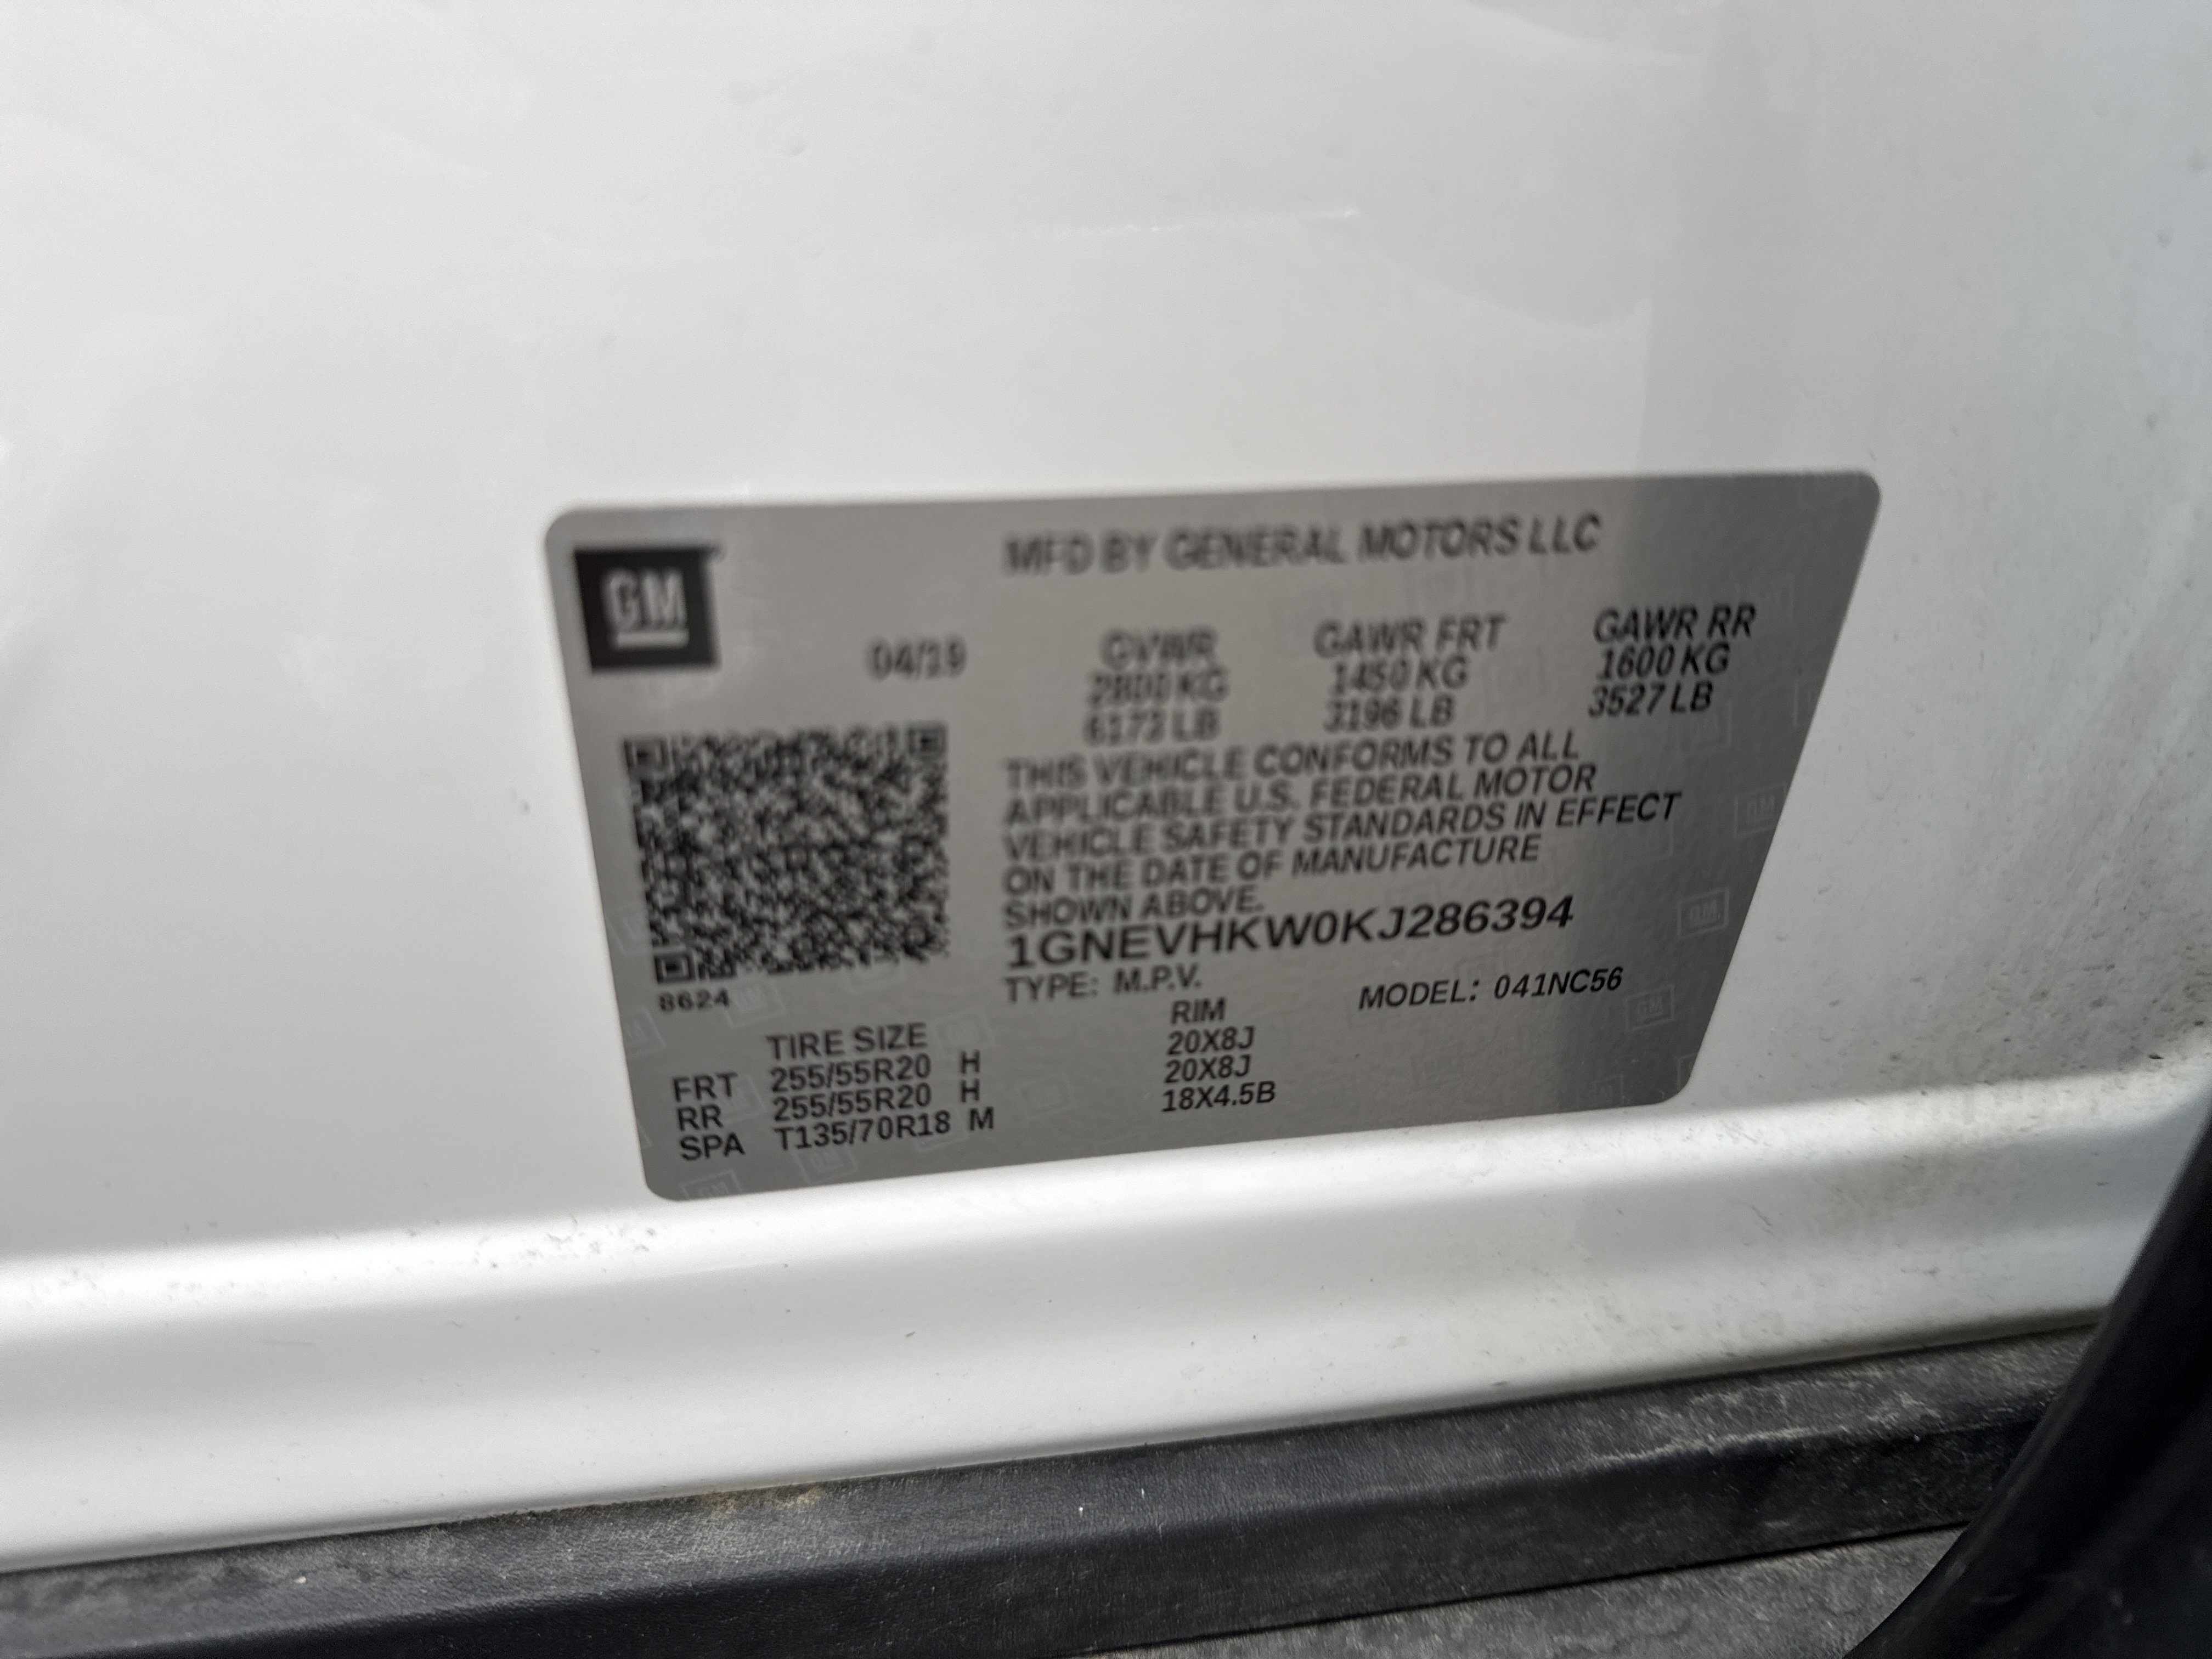 GM
MFD BY GENERAL MOTORS LLC
04/19
GVWR GAWR FRT GAWR RR
2800 KG 1450 KG 1600 KG
6173 LB 3196 LB 3527 LB
THIS VEHICLE CONFORMS TO ALL
APPLICABLE U.S. FEDERAL MOTOR
VEHICLE SAFETY STANDARDS IN EFFECT
ON THE DATE OF MANUFACTURE
SHOWN ABOVE.
1GNEVHKW0KJ286394
TYPE: M.P.V. MODEL: 041NC56
8624
TIRE SIZE RIM
FRT 255/55R20 H 20X8J
RR 255/55R20 H 20X8J
SPA T135/70R18 M 18X4.5B